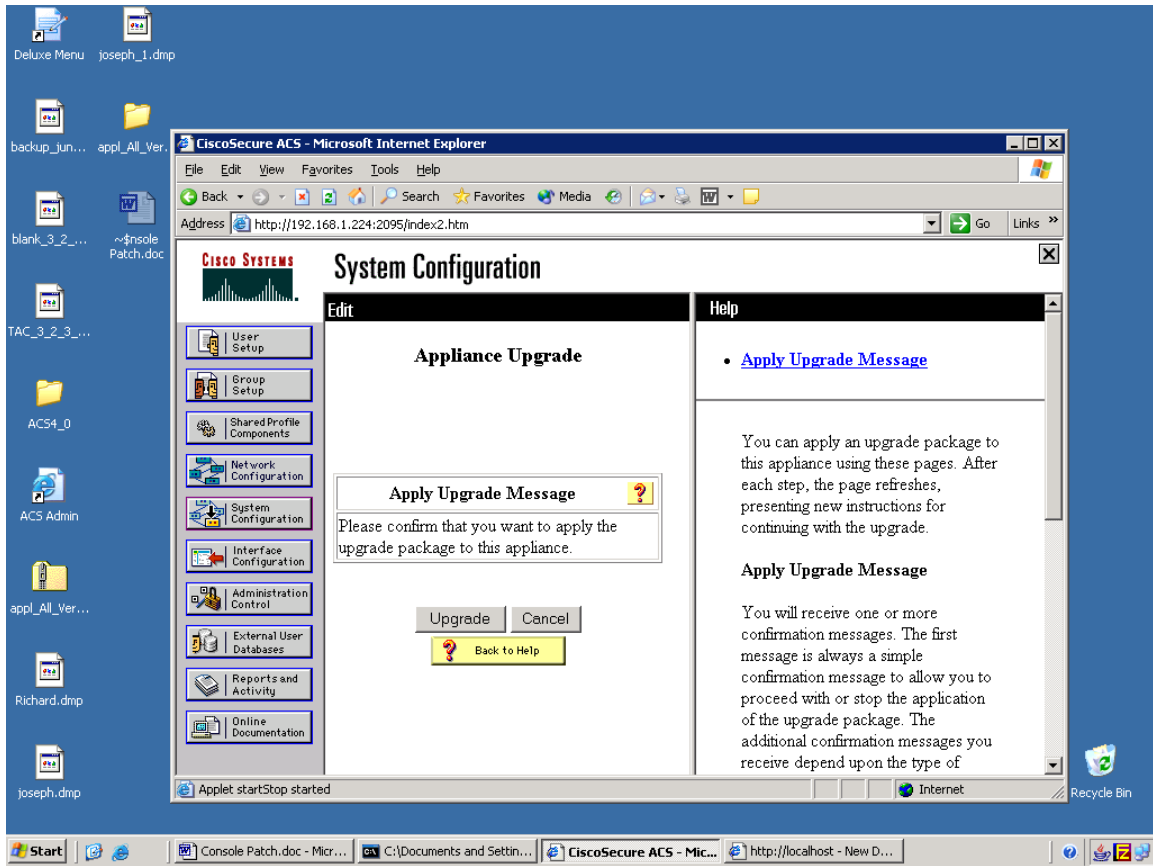 Deluxe Menu
joseph_1.dmp
backup_jun...
appl_All_Ver.
blank_3_2_...
~$nsole
Patch.doc
TAC_3_2_3_...
ACS4_0
ACS Admin
appl_All_Ver...
Richard.dmp
joseph.dmp
Recycle Bin
CiscoSecure ACS - Microsoft Internet Explorer
File Edit View Favorites Tools Help
Back Search Favorites Media
Address http://192.168.1.224:2095/index2.htm Go Links »
CISCO SYSTEMS
System Configuration
User
Setup
Group
Setup
Shared Profile
Components
Network
Configuration
System
Configuration
Interface
Configuration
Administration
Control
External User
Databases
Reports and
Activity
Online
Documentation
Edit
Appliance Upgrade
Apply Upgrade Message ?
Please confirm that you want to apply the
upgrade package to this appliance.
Upgrade Cancel
? Back to Help
Help
• Apply Upgrade Message
You can apply an upgrade package to
this appliance using these pages. After
each step, the page refreshes,
presenting new instructions for
continuing with the upgrade.
Apply Upgrade Message
You will receive one or more
confirmation messages. The first
message is always a simple
confirmation message to allow you to
proceed with or stop the application
of the upgrade package. The
additional confirmation messages you
receive depend upon the type of
Applet startStop started
Internet
Start
Console Patch.doc - Micr...
C:\Documents and Settin...
CiscoSecure ACS - Mic...
http://localhost - New D...